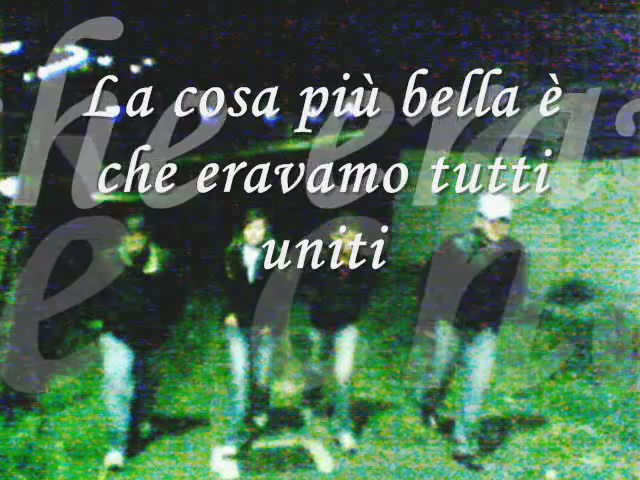 La cosa più bella è
che eravamo tutti
uniti